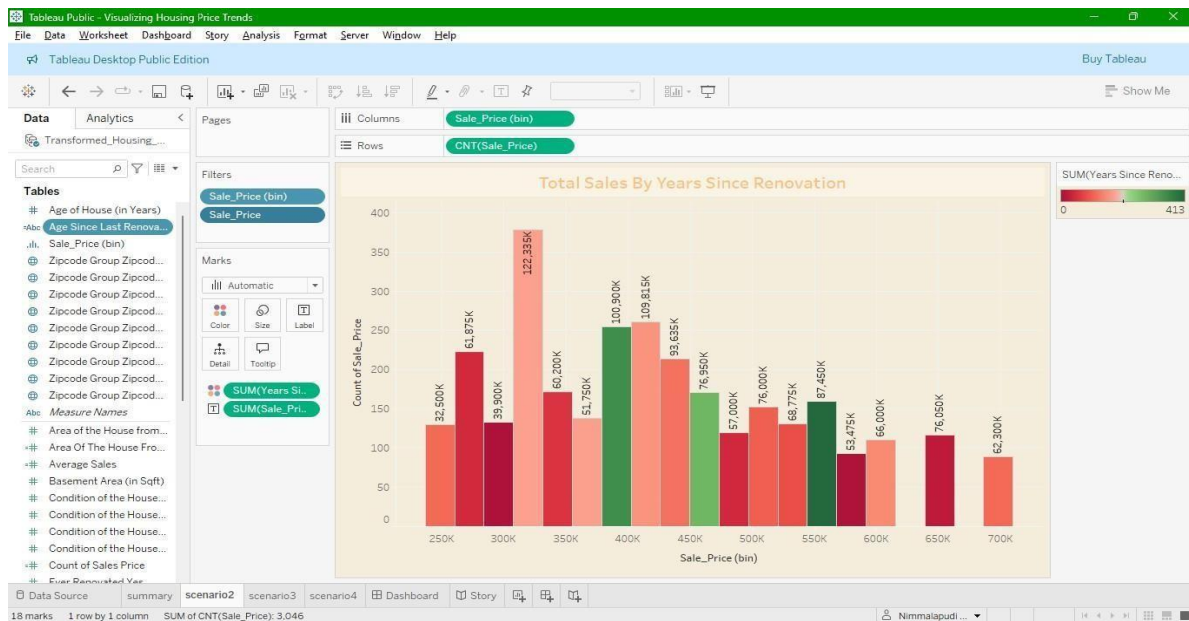 Tableau Public - Visualizing Housing Price Trends
File Data Worksheet Dashboard Story Analysis Format Server Window Help
Tableau Desktop Public Edition
Buy Tableau
Show Me
Data Analytics
Transformed_Housing_...
Search
Tables
Age of House (in Years)
Abc Age Since Last Renova...
Sale_Price (bin)
Zipcode Group Zipcod...
Zipcode Group Zipcod...
Zipcode Group Zipcod...
Zipcode Group Zipcod...
Zipcode Group Zipcod...
Zipcode Group Zipcod...
Zipcode Group Zipcod...
Zipcode Group Zipcod...
Zipcode Group Zipcod...
Abc Measure Names
Area of the House from...
Area Of The House Fro...
Average Sales
Basement Area (in Sqft)
Condition of the House...
Condition of the House...
Condition of the House...
Condition of the House...
Count of Sales Price
Ever Renovated Yes
Pages
Filters
Sale_Price (bin)
Sale_Price
Marks
Automatic
Color Size Label
Detail Tooltip
SUM(Years Si..
SUM(Sale_Pri..
Columns Sale_Price (bin)
Rows CNT(Sale_Price)
Total Sales By Years Since Renovation
Count of Sale_Price
400
350
300
250
200
150
100
50
0
32,500K
61,875K
39,900K
122,335K
60,200K
51,750K
100,900K
109,815K
93,635K
76,950K
57,000K
76,000K
68,775K
87,450K
53,475K
66,000K
76,050K
62,300K
250K 300K 350K 400K 450K 500K 550K 600K 650K 700K
Sale_Price (bin)
SUM(Years Since Reno...
0 413
Data Source summary scenario2 scenario3 scenario4 Dashboard Story
18 marks 1 row by 1 column SUM of CNT(Sale_Price): 3,046
Nimmalapudi ...